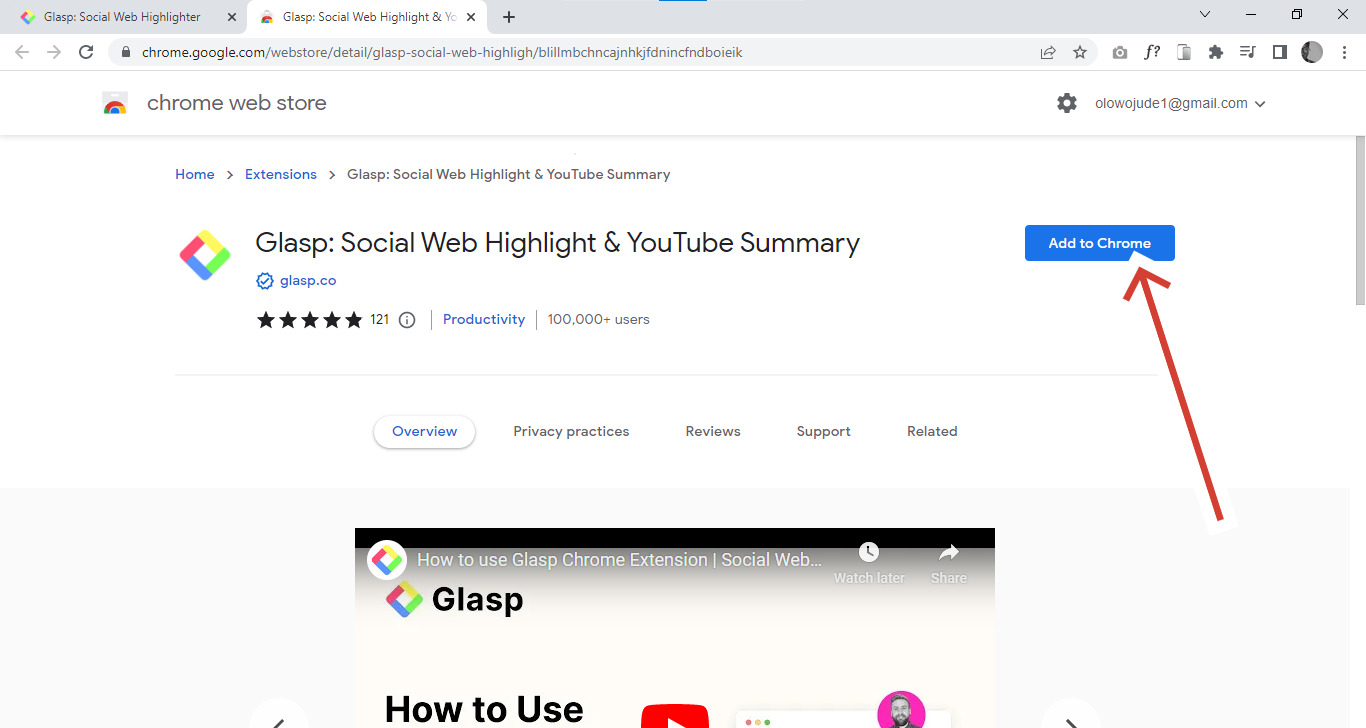 Glasp: Social Web Highlighter
Glasp: Social Web Highlight & Yo
chrome.google.com/webstore/detail/glasp-social-web-highligh/blillmbchncajnhkjfdnincfndboieik
f?
chrome web store
olowojude1@gmail.com
Home > Extensions > Glasp: Social Web Highlight & YouTube Summary
Glasp: Social Web Highlight & YouTube Summary
Add to Chrome
glasp.co
121
Productivity
100,000+ users
Overview
Privacy practices
Reviews
Support
Related
How to use Glasp Chrome Extension | Social Web...
Watch later
Share
Glasp
How to Use